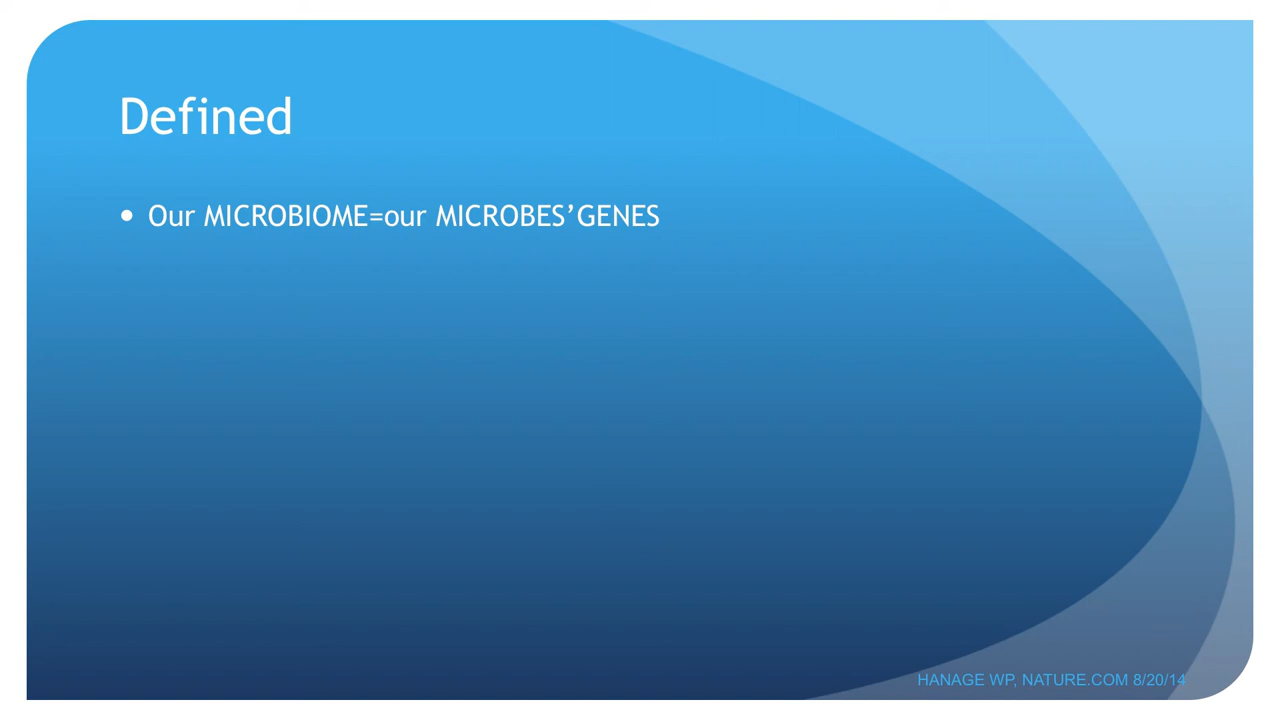 Defined
• Our MICROBIOME=our MICROBES’GENES
HANAGE WP, NATURE.COM 8/20/14